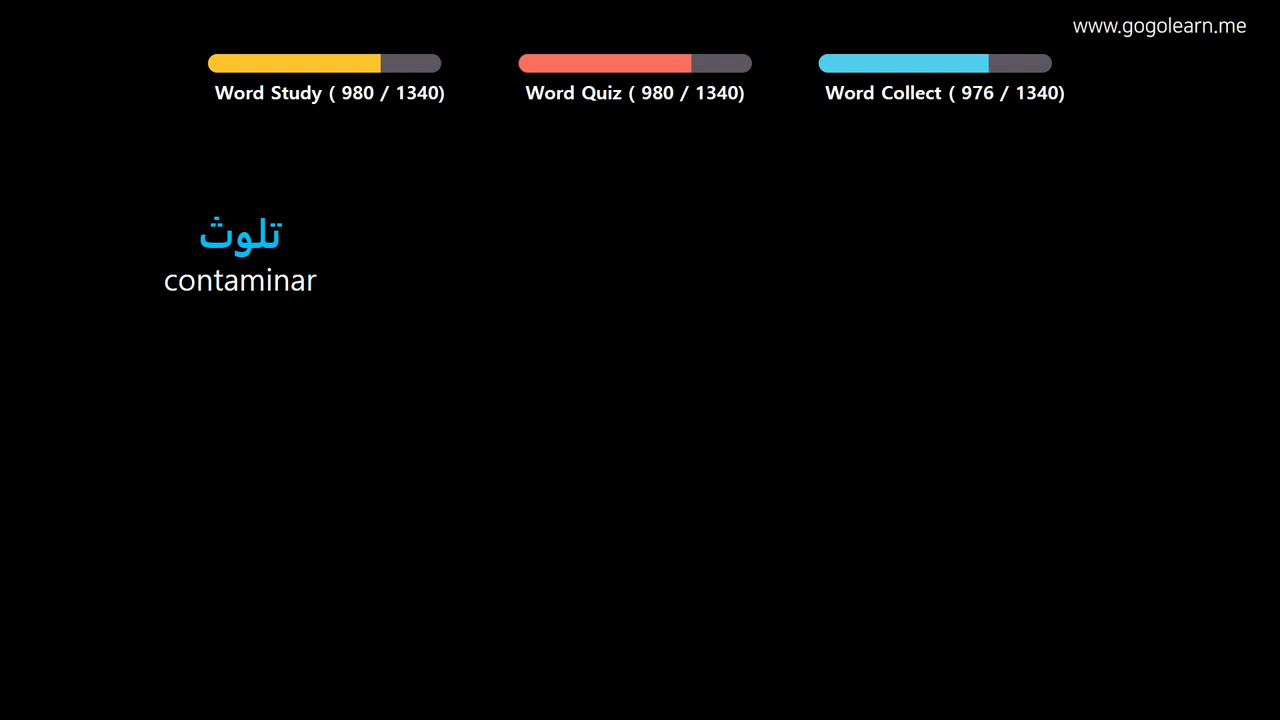 www.gogolearn.me
Word Study ( 980 / 1340)
Word Quiz ( 980 / 1340)
Word Collect ( 976 / 1340)
تلوث
contaminar